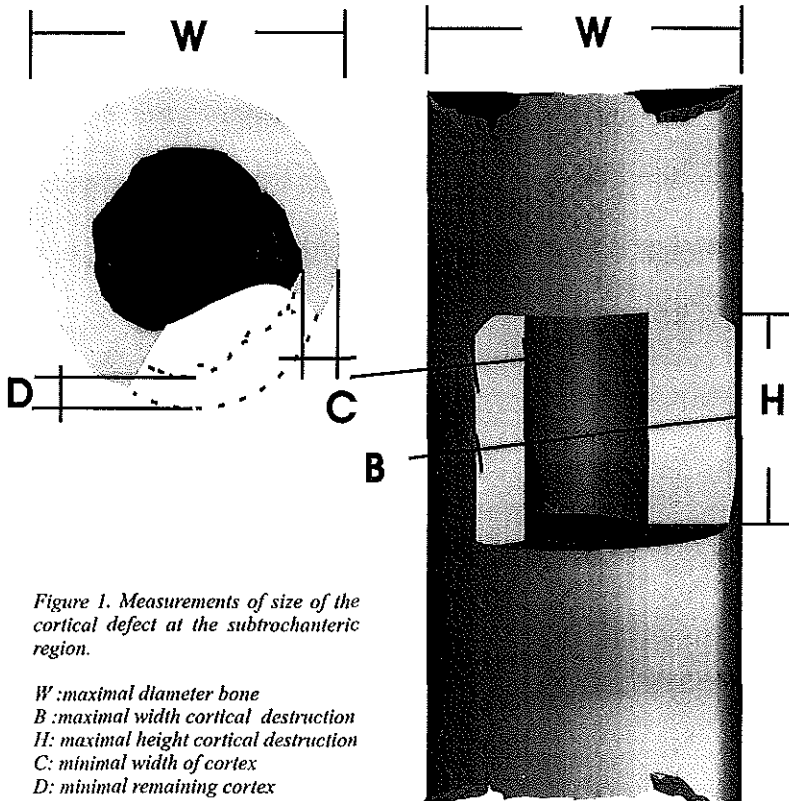 W
W
D
C
H
B
Figure 1. Measurements of size of the
cortical defect at the subtrochanteric
region.
W :maximal diameter bone
B :maximal width cortical destruction
H: maximal height cortical destruction
C: minimal width of cortex
D: minimal remaining cortex